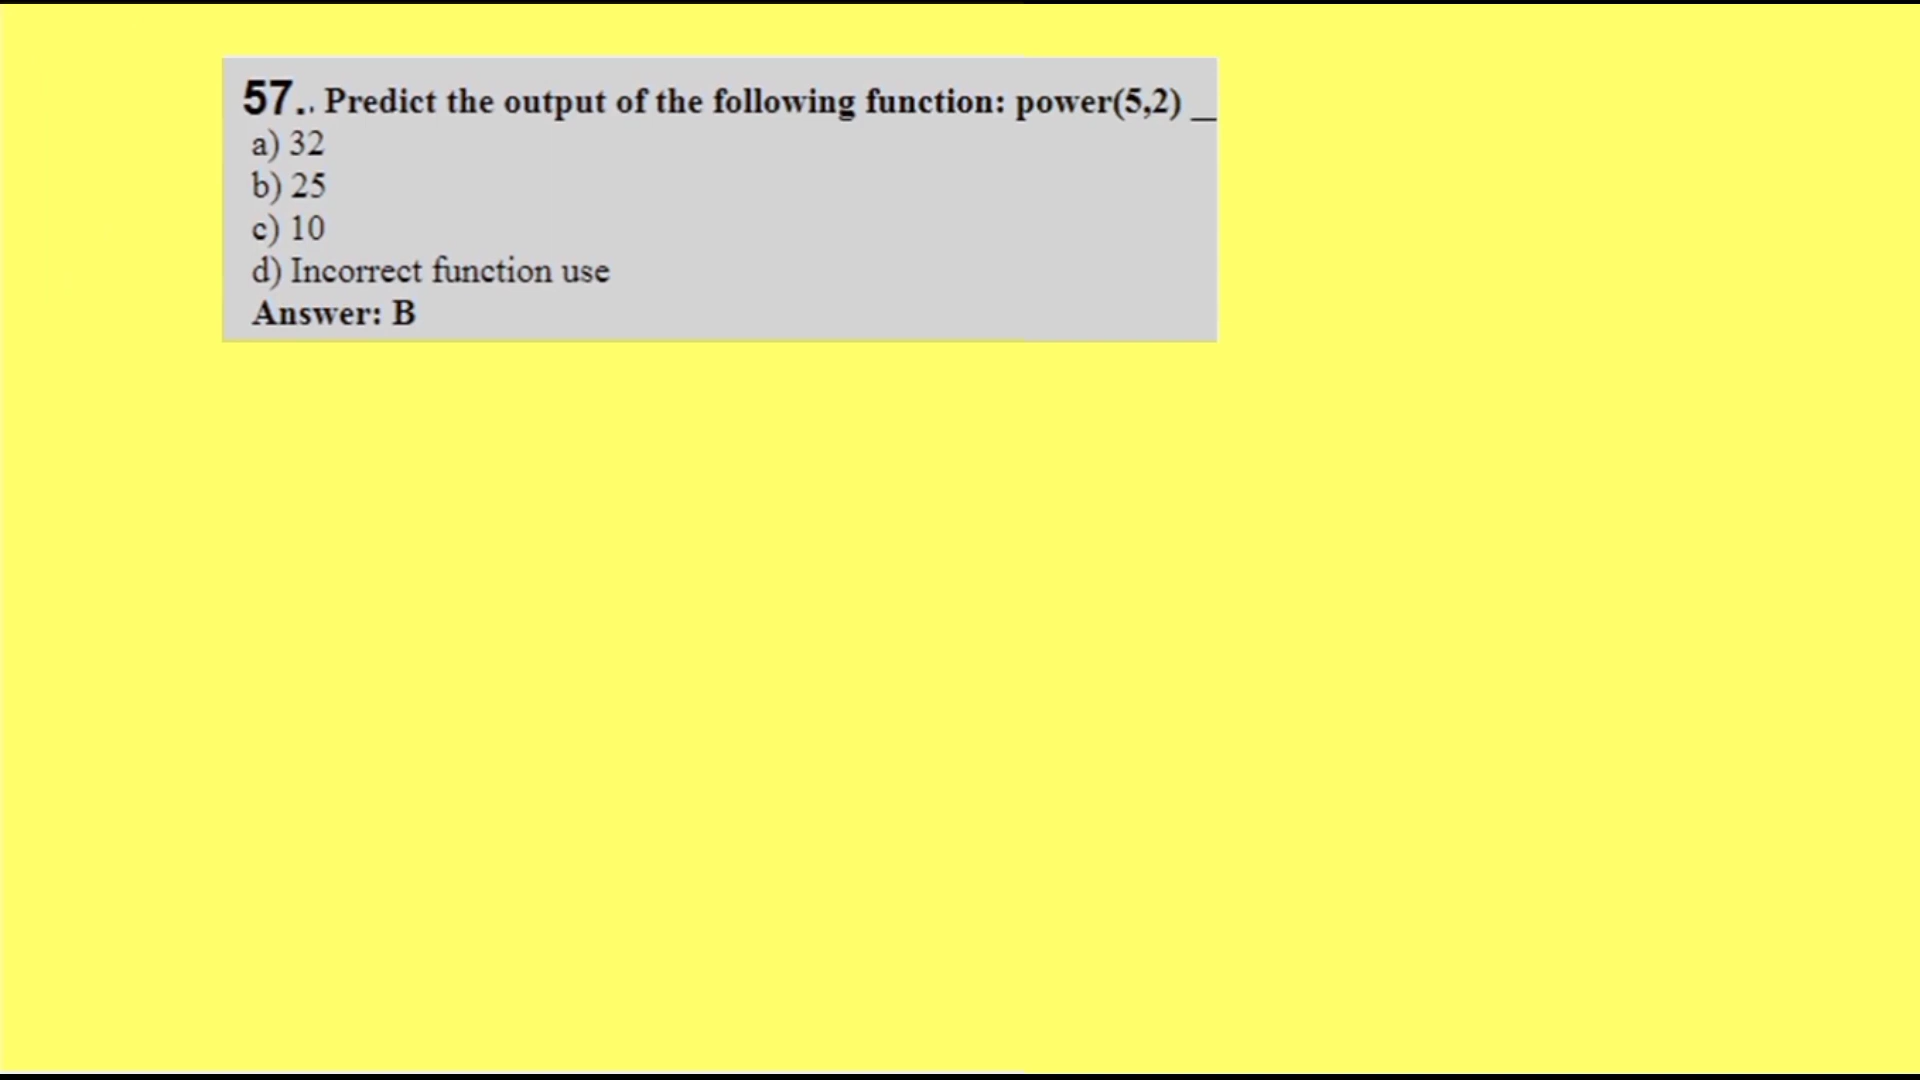 57.. Predict the output of the following function: power(5,2) __
a) 32
b) 25
c) 10
d) Incorrect function use
Answer: B